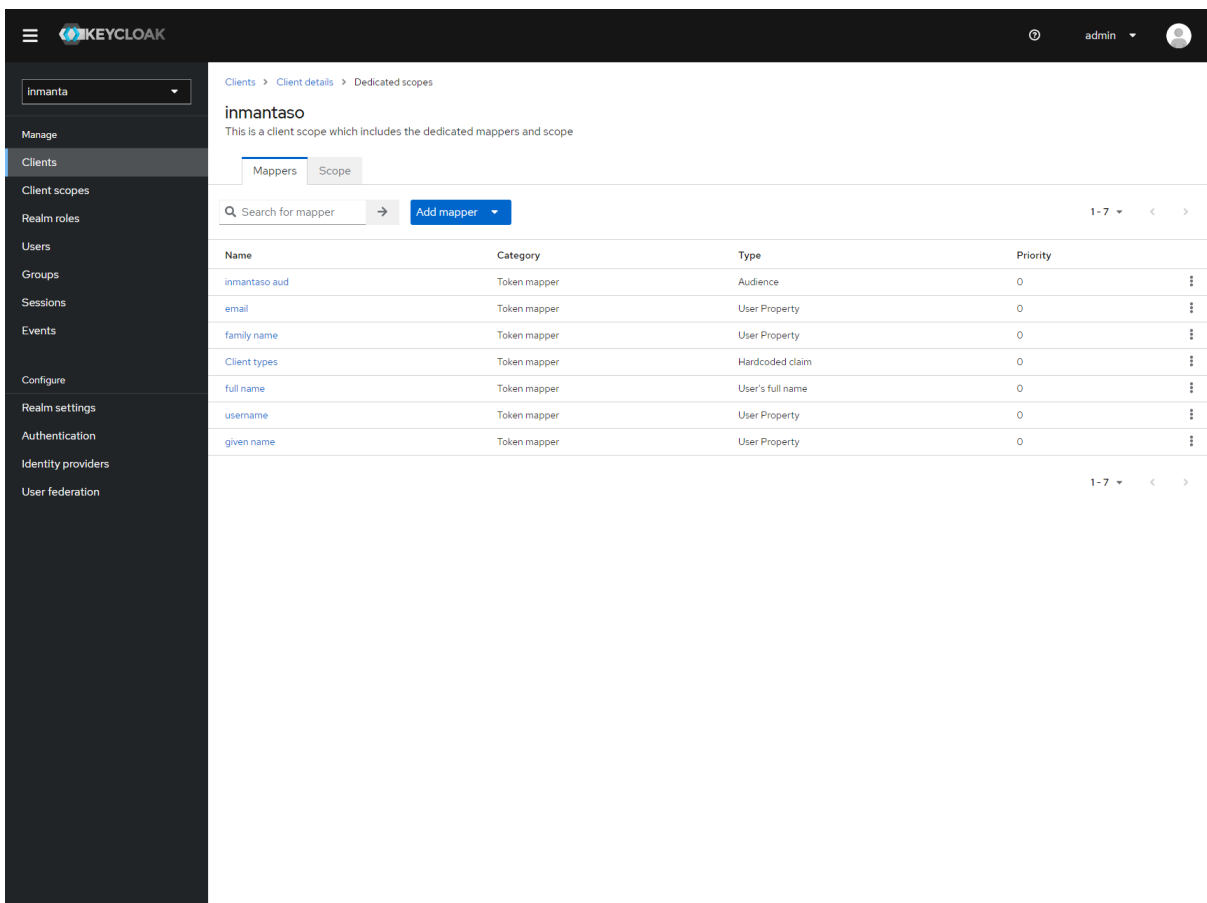 KEYCLOAK
admin
inmanta
Manage
Clients
Client scopes
Realm roles
Users
Groups
Sessions
Events
Configure
Realm settings
Authentication
Identity providers
User federation
Clients > Client details > Dedicated scopes
inmantaso
This is a client scope which includes the dedicated mappers and scope
Mappers Scope
Search for mapper Add mapper 1 - 7
Name Category Type Priority
inmantaso aud Token mapper Audience 0
email Token mapper User Property 0
family name Token mapper User Property 0
Client types Token mapper Hardcoded claim 0
full name Token mapper User's full name 0
username Token mapper User Property 0
given name Token mapper User Property 0
1 - 7